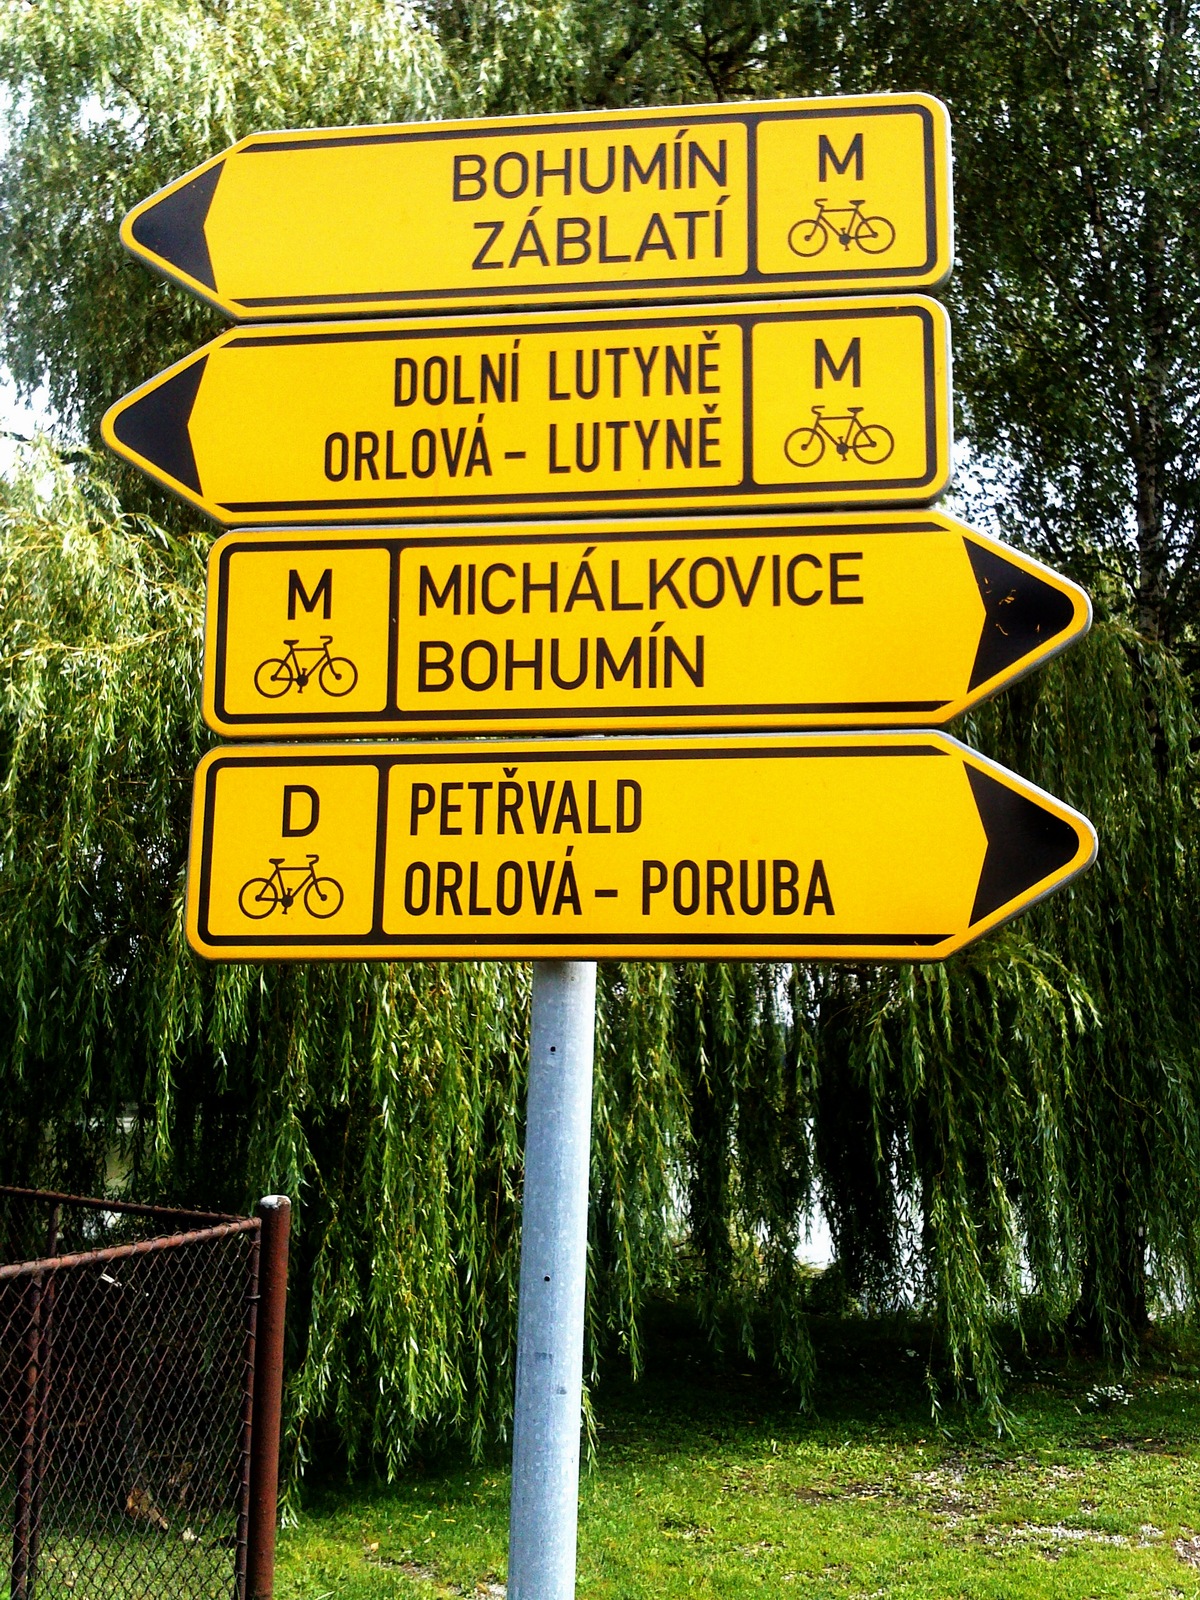 BOHUMÍN
ZÁBLATÍ
M
DOLNÍ LUTYNĚ
ORLOVÁ - LUTYNĚ
M
M
MICHÁLKOVICE
BOHUMÍN
D
PETŘVALD
ORLOVÁ - PORUBA